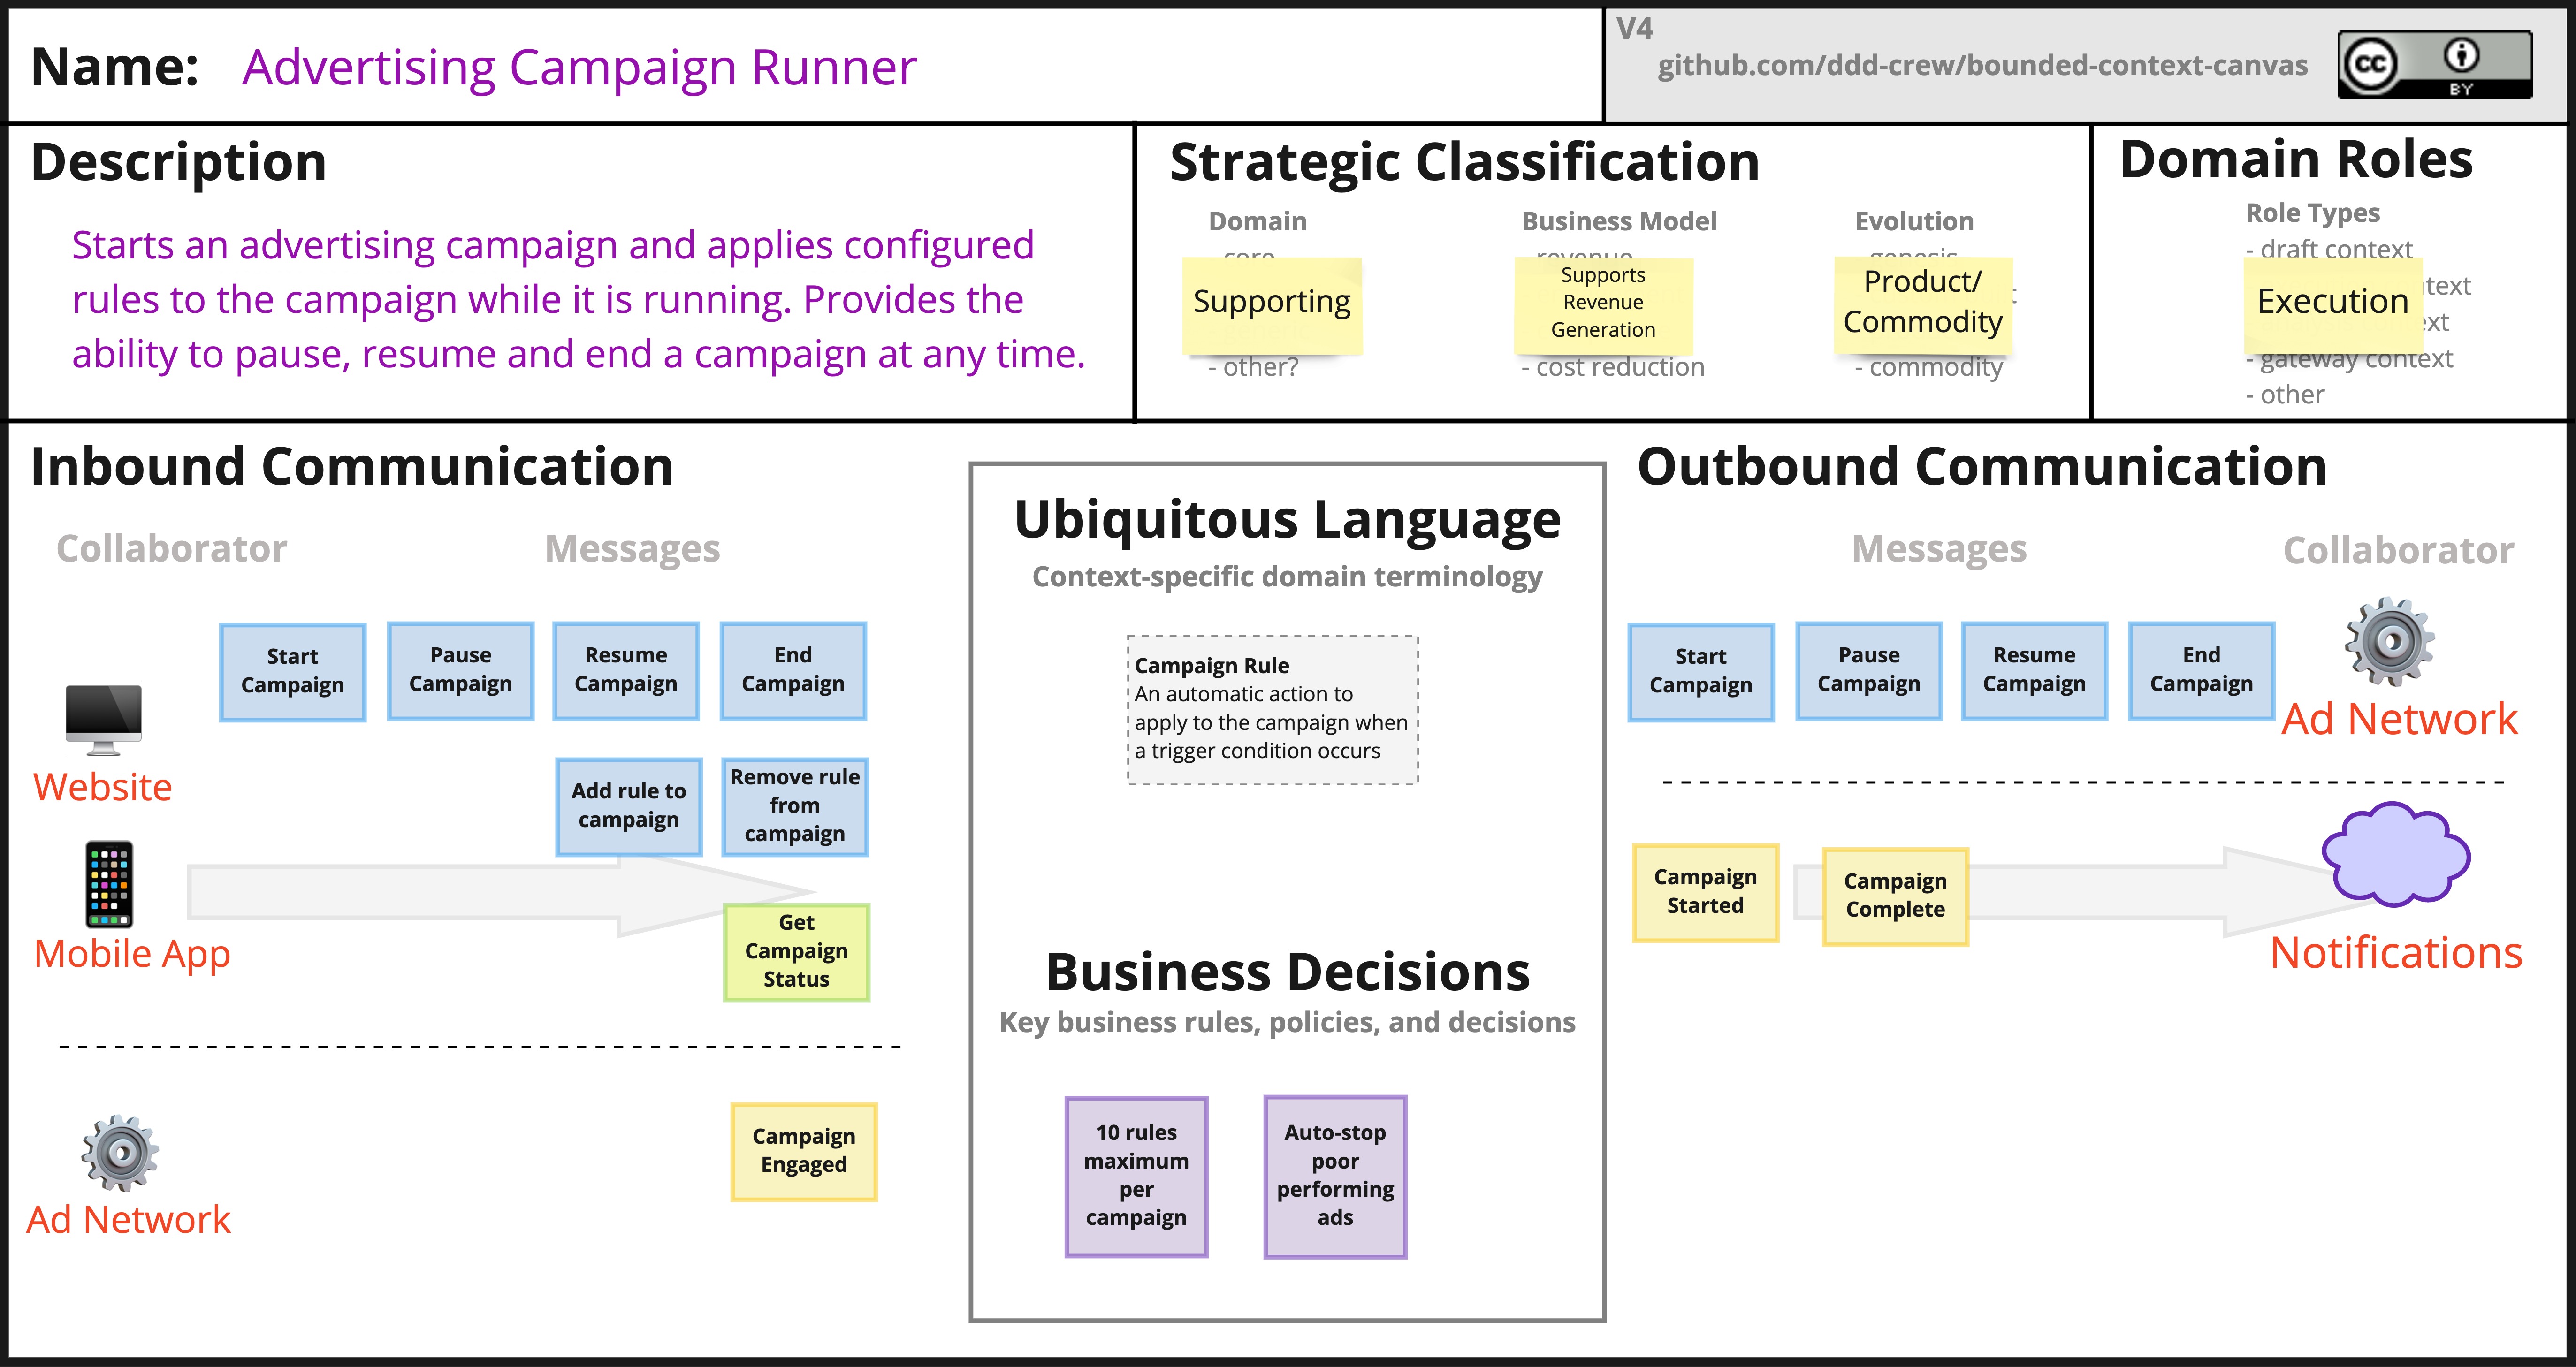 Name: Advertising Campaign Runner
V4
github.com/ddd-crew/bounded-context-canvas
cc
BY
Description
Starts an advertising campaign and applies configured
rules to the campaign while it is running. Provides the
ability to pause, resume and end a campaign at any time.
Strategic Classification
Domain
Supporting
- other?
Business Model
Supports
Revenue
Generation
- cost reduction
Evolution
Product/
Commodity
- commodity
Domain Roles
Role Types
- draft context
Execution
- gateway context
- other
Inbound Communication
Collaborator
Messages
Start
Campaign
Pause
Campaign
Resume
Campaign
End
Campaign
Website
Add rule to
campaign
Remove rule
from
campaign
Mobile App
Get
Campaign
Status
Ad Network
Campaign
Engaged
Ubiquitous Language
Context-specific domain terminology
Campaign Rule
An automatic action to
apply to the campaign when
a trigger condition occurs
Business Decisions
Key business rules, policies, and decisions
10 rules
maximum
per
campaign
Auto-stop
poor
performing
ads
Outbound Communication
Messages
Collaborator
Start
Campaign
Pause
Campaign
Resume
Campaign
End
Campaign
Ad Network
Campaign
Started
Campaign
Complete
Notifications